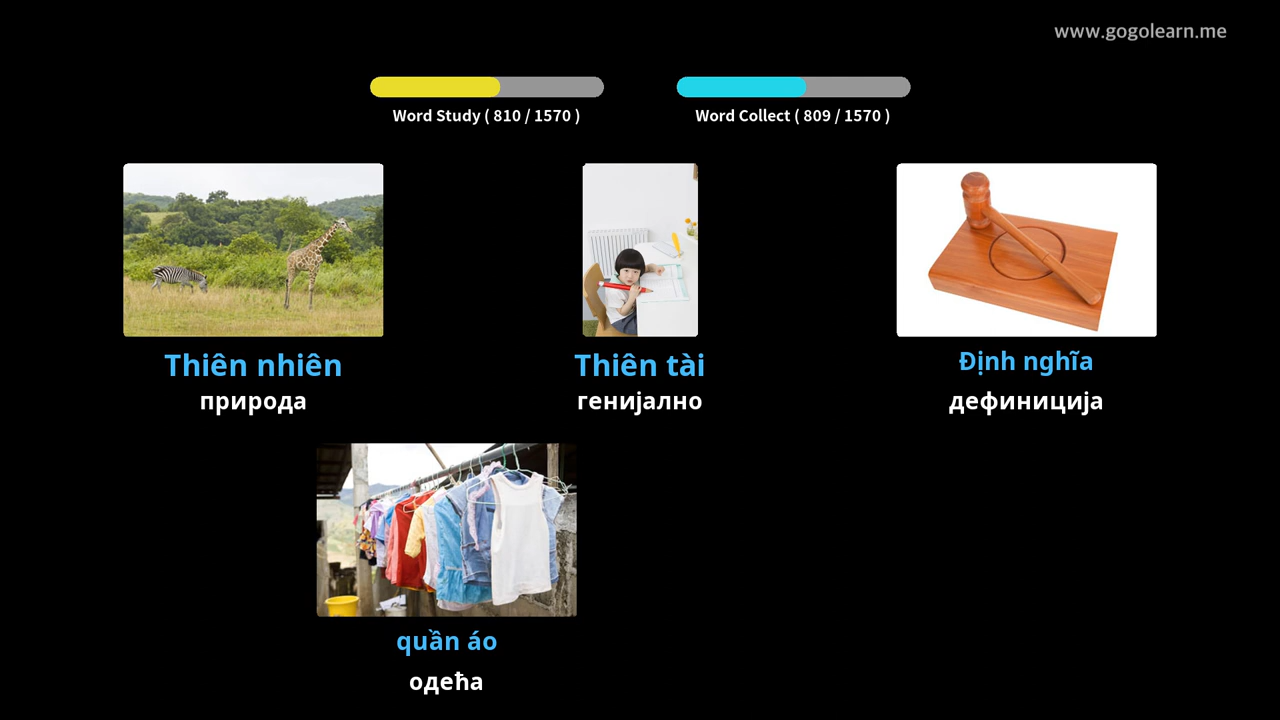 www.gogolearn.me
Word Study ( 810 / 1570 )
Word Collect ( 809 / 1570 )
Thiên nhiên
природа
Thiên tài
генијално
Định nghĩa
дефиниција
quần áo
одећа